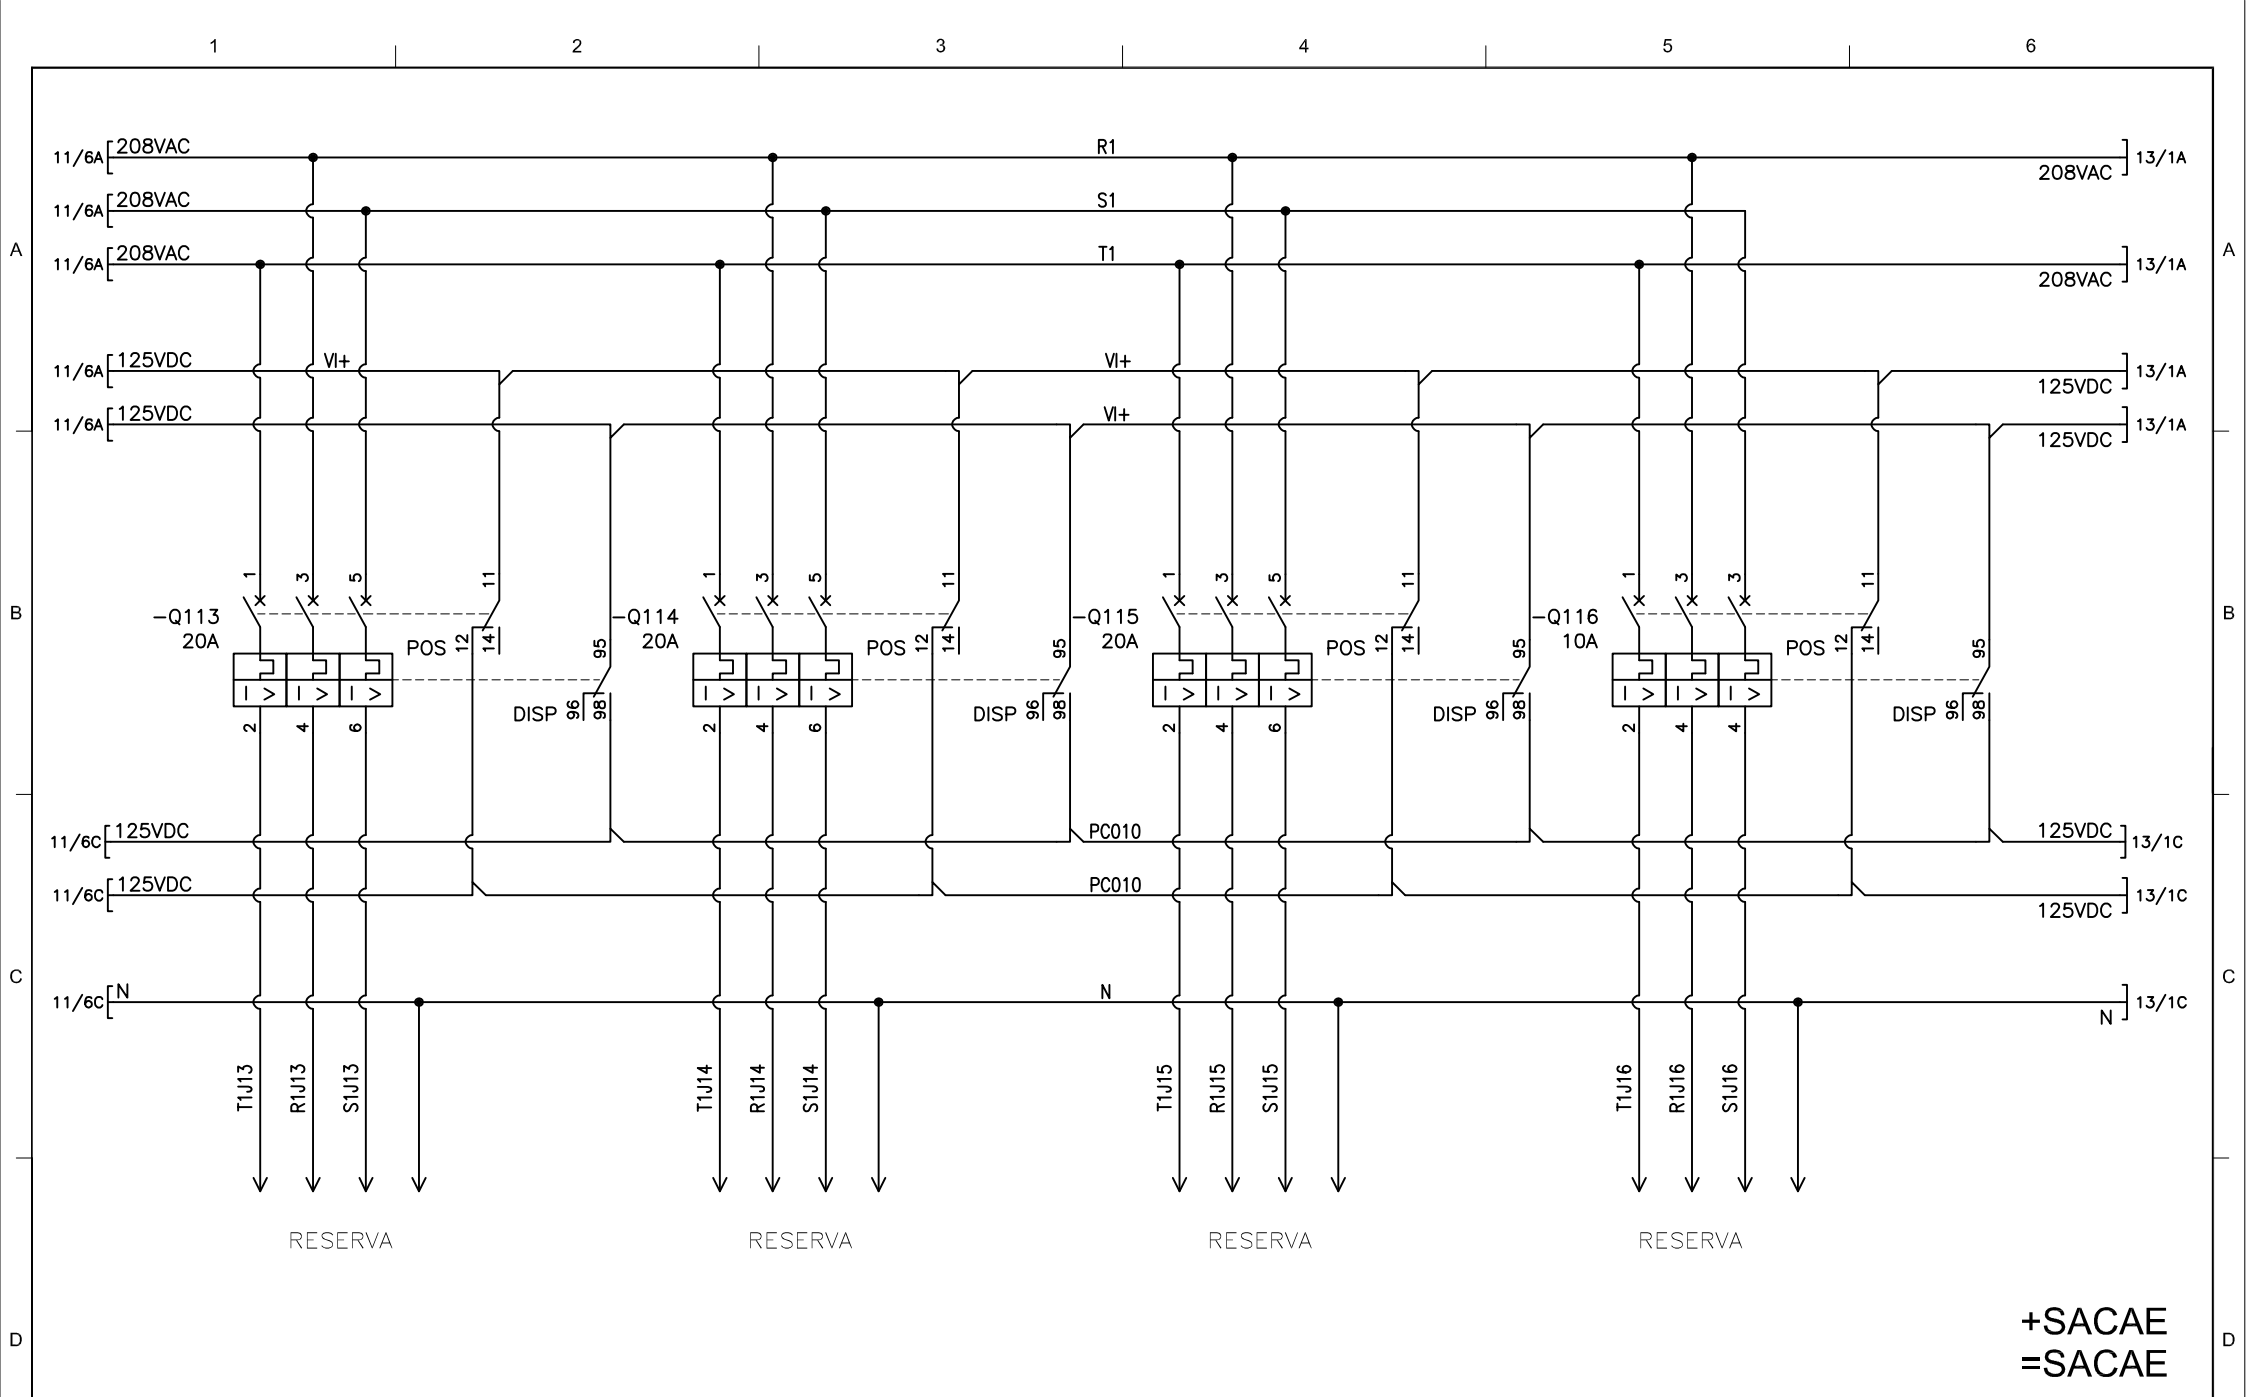 1 2 3 4 5 6
11/6A 208VAC R1 13/1A
208VAC
11/6A 208VAC S1
A 11/6A 208VAC T1 13/1A A
208VAC
11/6A 125VDC VI+ VI+ 13/1A
125VDC
11/6A 125VDC VI+ 13/1A
125VDC
1 3 5 11 1 3 5 11 1 3 5 11 1 3 3 11
B -Q113 -Q114 -Q115 -Q116 B
20A 20A 20A 10A
POS 12 14 95 POS 12 14 95 POS 12 14 95 POS 12 14 95
I > I > I > I > I > I > I > I > I > I > I > I >
DISP 96 98 DISP 96 98 DISP 96 98 DISP 96 98
2 4 6 2 4 6 2 4 6 2 4 4
11/6C 125VDC PC010 125VDC 13/1C
11/6C 125VDC PC010 13/1C
125VDC
C C
11/6C N N 13/1C
N
T1J13 R1J13 S1J13 T1J14 R1J14 S1J14 T1J15 R1J15 S1J15 T1J16 R1J16 S1J16
RESERVA RESERVA RESERVA RESERVA
+SACAE
D D
=SACAE